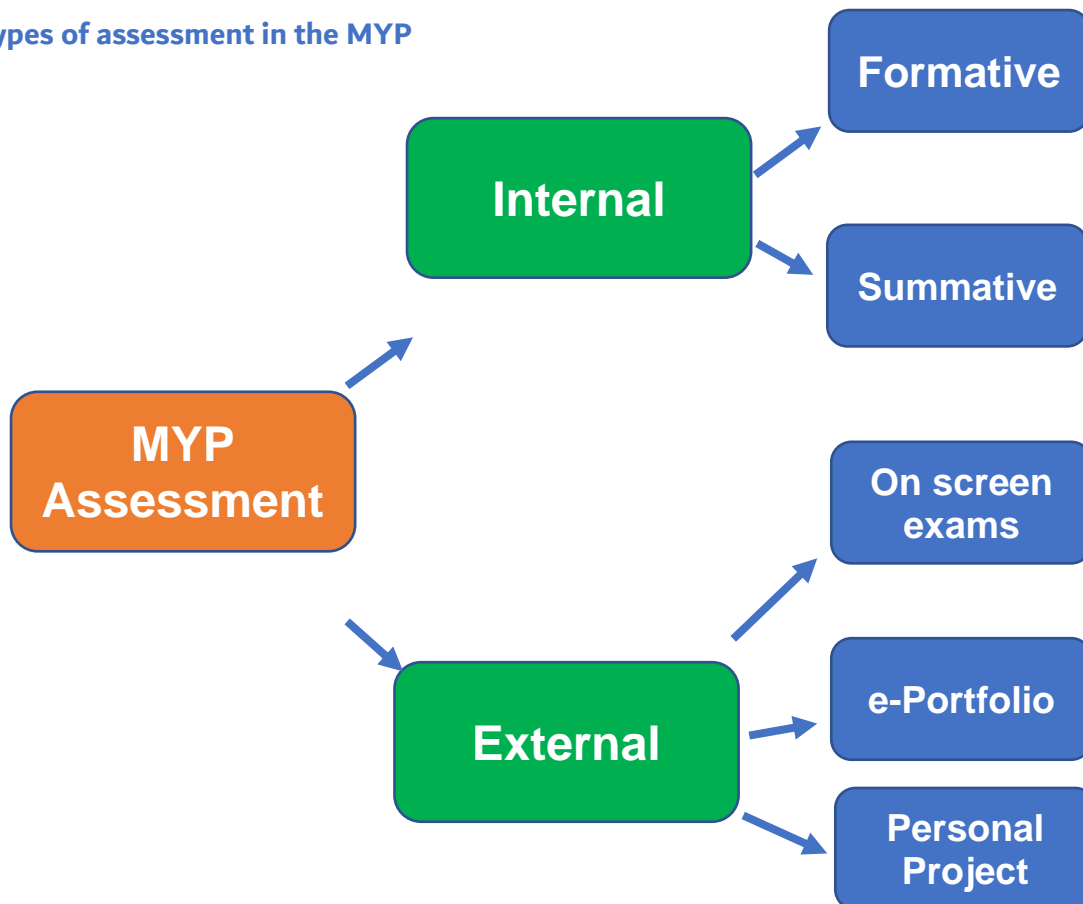 ypes of assessment in the MYP
Formative
Internal
Summative
MYP
Assessment
On screen
exams
e-Portfolio
External
Personal
Project